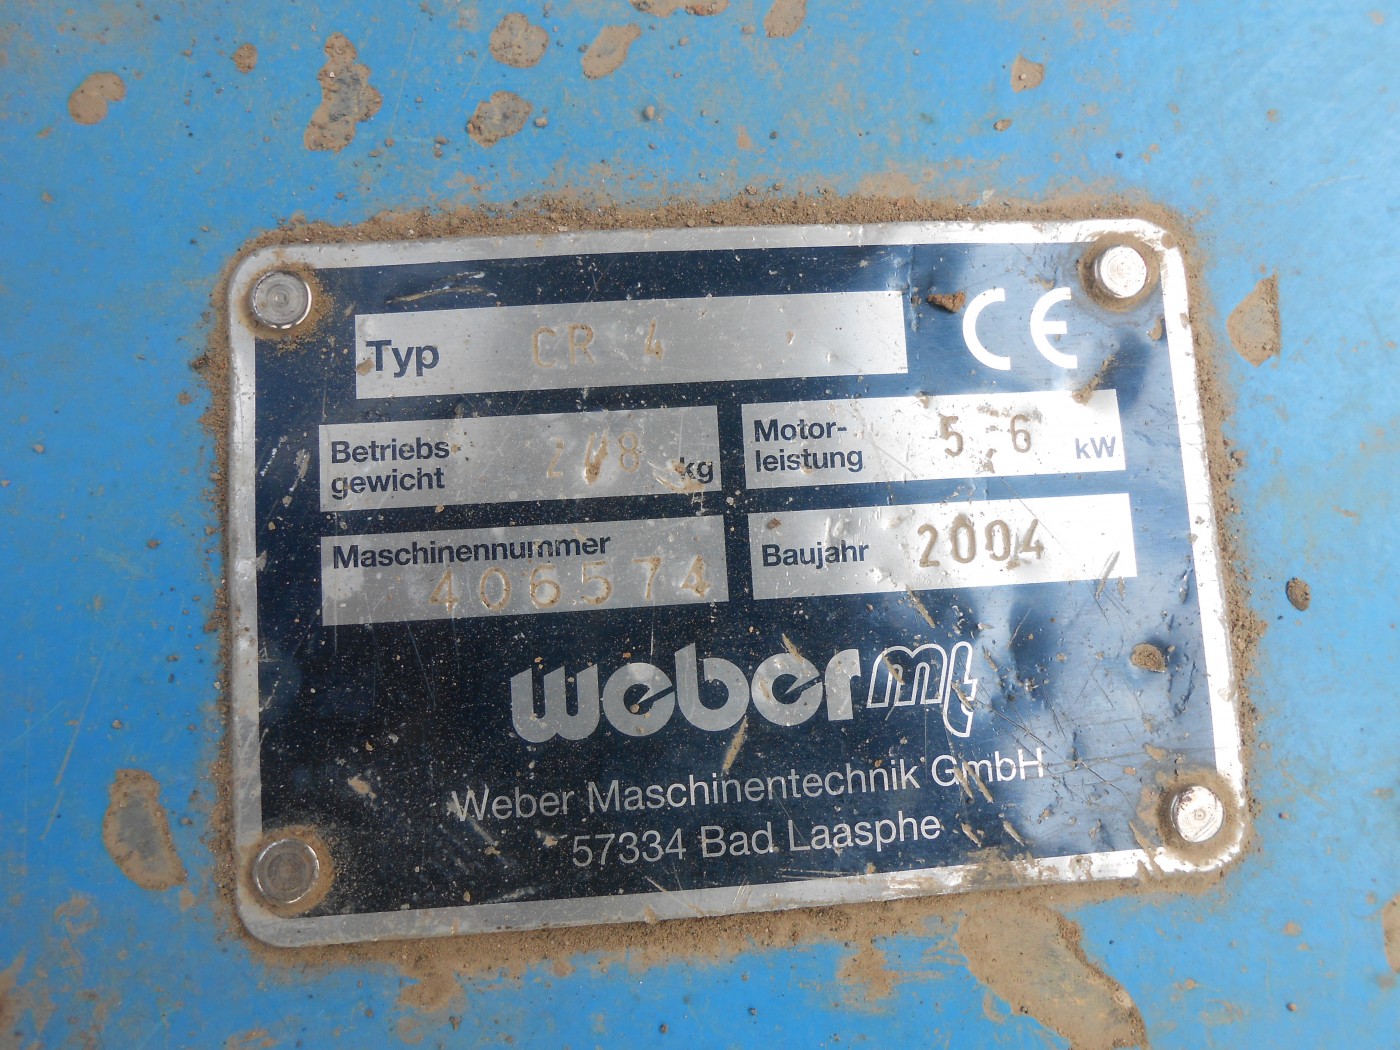 Typ CR 4
CE
Betriebs
gewicht kg
Motor-
leistung 5.6 kW
Maschinennummer
406574
Baujahr 2004
weber mt
Weber Maschinentechnik GmbH
57334 Bad Laasphe